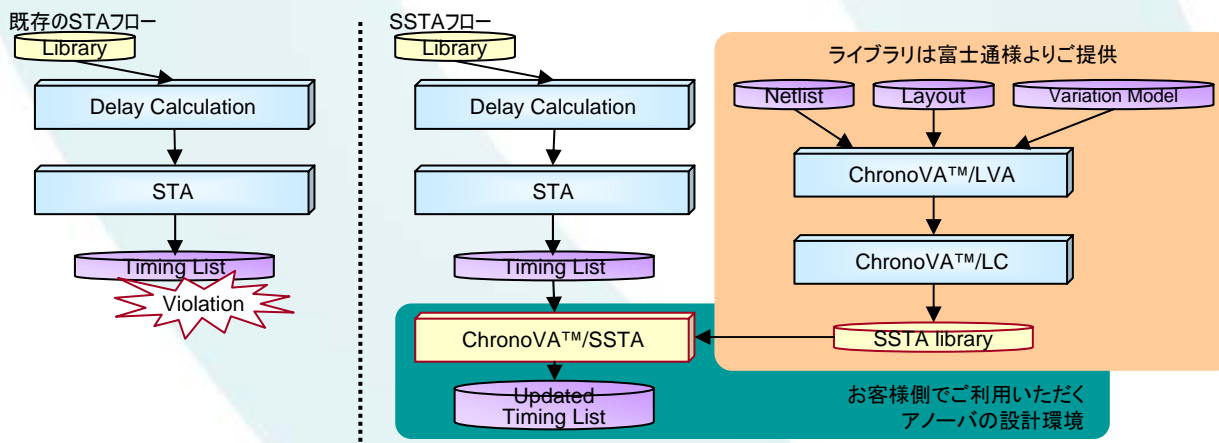 既存のSTAフロー
Library
Delay Calculation
STA
Timing List
Violation
SSTAフロー
Library
Delay Calculation
STA
Timing List
ChronoVA™/SSTA
Updated
Timing List
ライブラリは富士通様よりご提供
Netlist
Layout
Variation Model
ChronoVA™/LVA
ChronoVA™/LC
SSTA library
お客様側でご利用いただく
アノーバの設計環境